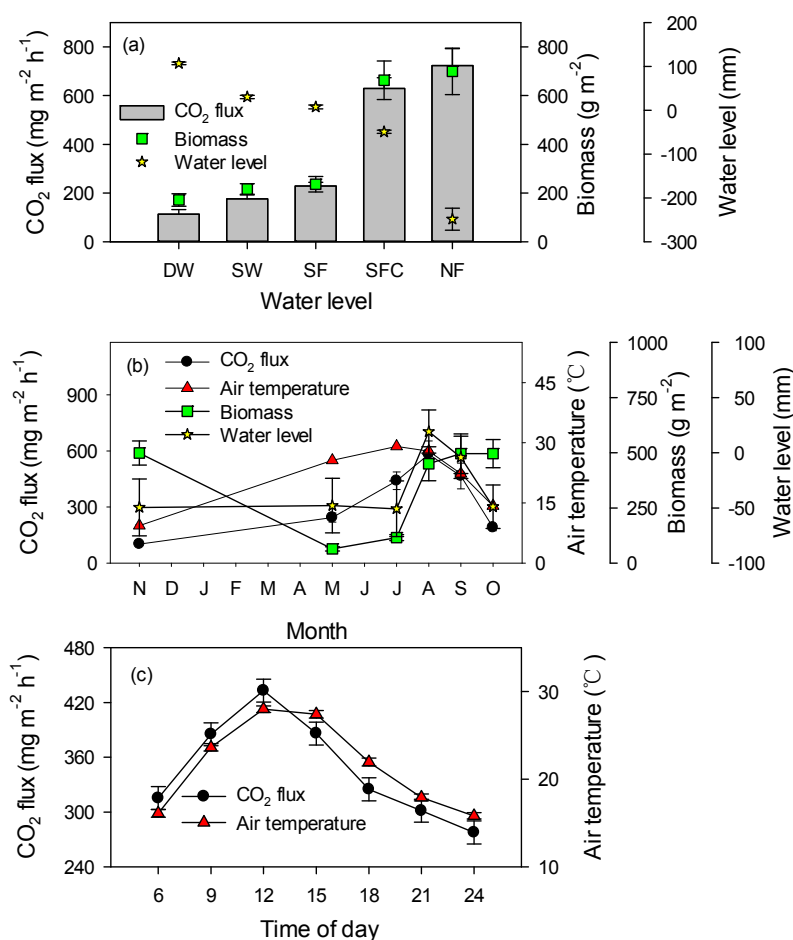 (a)
CO2 flux (mg m-2 h-1)
800
600
400
200
0
CO2 flux
Biomass
Water level
DW SW SF SFC NF
Water level
800
600
400
200
0
Biomass (g m-2)
200
100
0
-100
-200
-300
Water level (mm)
(b)
CO2 flux (mg m-2 h-1)
900
600
300
0
CO2 flux
Air temperature
Biomass
Water level
N D J F M A M J J A S O
Month
45
30
15
0
Air temperature (℃)
1000
750
500
250
0
Biomass (g m-2)
100
50
0
-50
-100
Water level (mm)
(c)
CO2 flux (mg m-2 h-1)
480
420
360
300
240
CO2 flux
Air temperature
6 9 12 15 18 21 24
Time of day
30
20
10
Air temperature (℃)